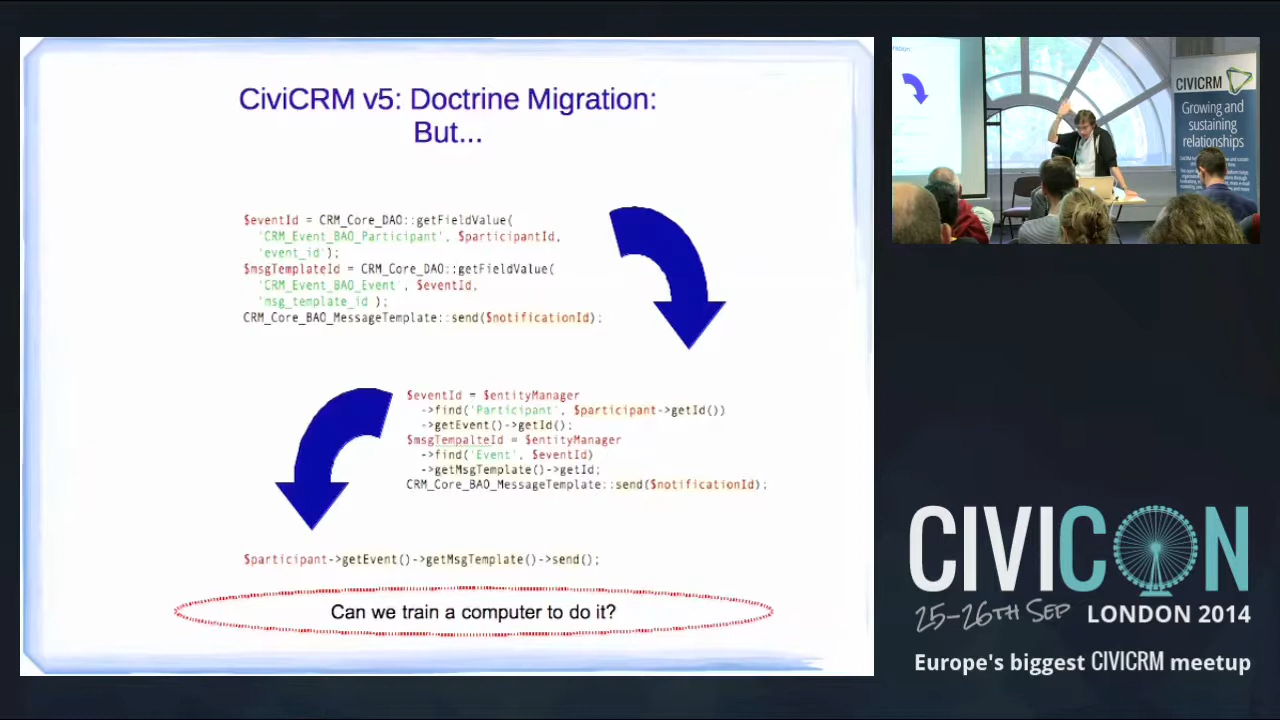 CiviCRM v5: Doctrine Migration:
But...
$eventId = CRM_Core_DAO::getFieldValue(
'CRM_Event_BAO_Participant', $participantId,
'event_id');
$msgTemplateId = CRM_Core_DAO::getFieldValue(
'CRM_Event_BAO_Event', $eventId,
'msg_template_id');
CRM_Core_BAO_MessageTemplate::send($notificationId);
$eventId = $entityManager
->find('Participant', $participant->getId())
->getEvent()->getId();
$msgTempalteId = $entityManager
->find('Event', $eventId)
->getMsgTemplate()->getId;
CRM_Core_BAO_MessageTemplate::send($notificationId);
$participant->getEvent()->getMsgTemplate()->send();
Can we train a computer to do it?
CIVICRM
Growing and
sustaining
relationships
CIVICON
25-26TH SEP LONDON 2014
Europe's biggest CIVICRM meetup